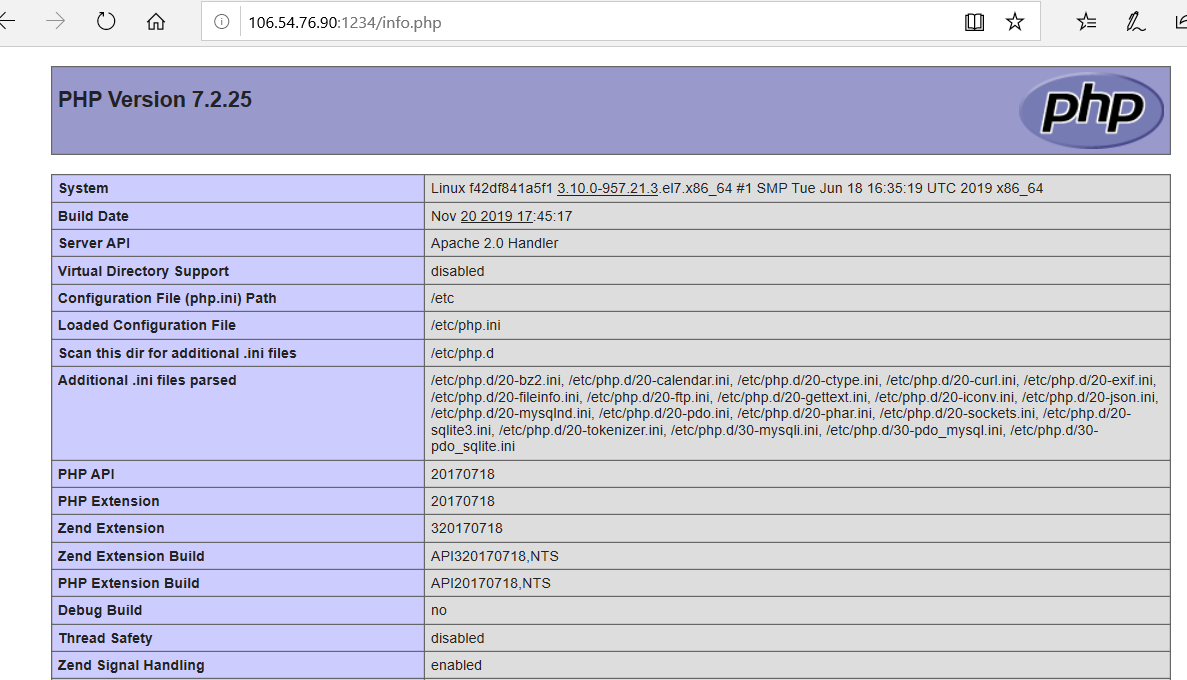 106.54.76.90:1234/info.php
PHP Version 7.2.25
php
System Linux f42df841a5f1 3.10.0-957.21.3.el7.x86_64 #1 SMP Tue Jun 18 16:35:19 UTC 2019 x86_64
Build Date Nov 20 2019 17:45:17
Server API Apache 2.0 Handler
Virtual Directory Support disabled
Configuration File (php.ini) Path /etc
Loaded Configuration File /etc/php.ini
Scan this dir for additional .ini files /etc/php.d
Additional .ini files parsed /etc/php.d/20-bz2.ini, /etc/php.d/20-calendar.ini, /etc/php.d/20-ctype.ini, /etc/php.d/20-curl.ini, /etc/php.d/20-exif.ini,
/etc/php.d/20-fileinfo.ini, /etc/php.d/20-ftp.ini, /etc/php.d/20-gettext.ini, /etc/php.d/20-iconv.ini, /etc/php.d/20-json.ini,
/etc/php.d/20-mysqlnd.ini, /etc/php.d/20-pdo.ini, /etc/php.d/20-phar.ini, /etc/php.d/20-sockets.ini, /etc/php.d/20-
sqlite3.ini, /etc/php.d/20-tokenizer.ini, /etc/php.d/30-mysqli.ini, /etc/php.d/30-pdo_mysql.ini, /etc/php.d/30-
pdo_sqlite.ini
PHP API 20170718
PHP Extension 20170718
Zend Extension 320170718
Zend Extension Build API320170718,NTS
PHP Extension Build API20170718,NTS
Debug Build no
Thread Safety disabled
Zend Signal Handling enabled